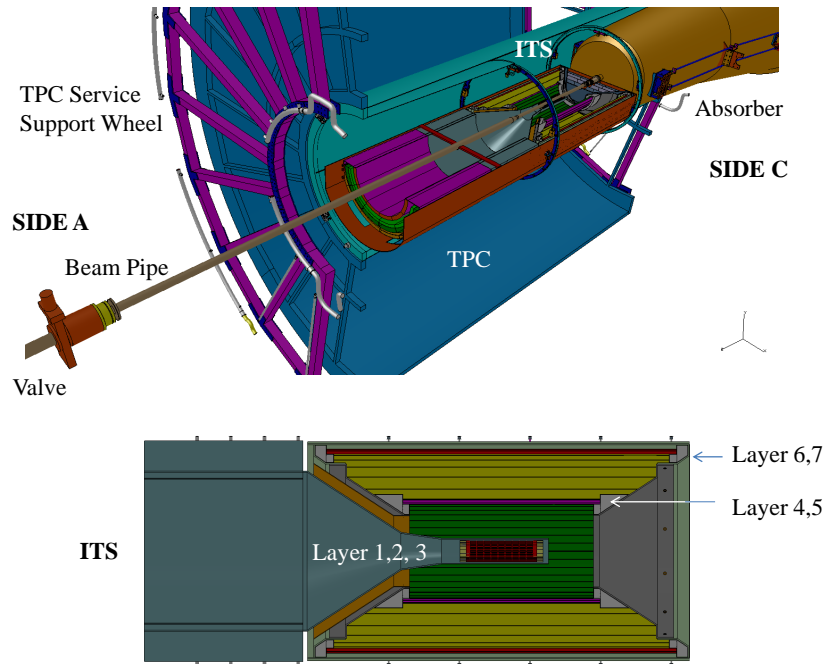 ITS
TPC Service
Support Wheel
Absorber
SIDE C
SIDE A
Beam Pipe
TPC
Valve
Layer 6,7
Layer 4,5
ITS
Layer 1,2, 3